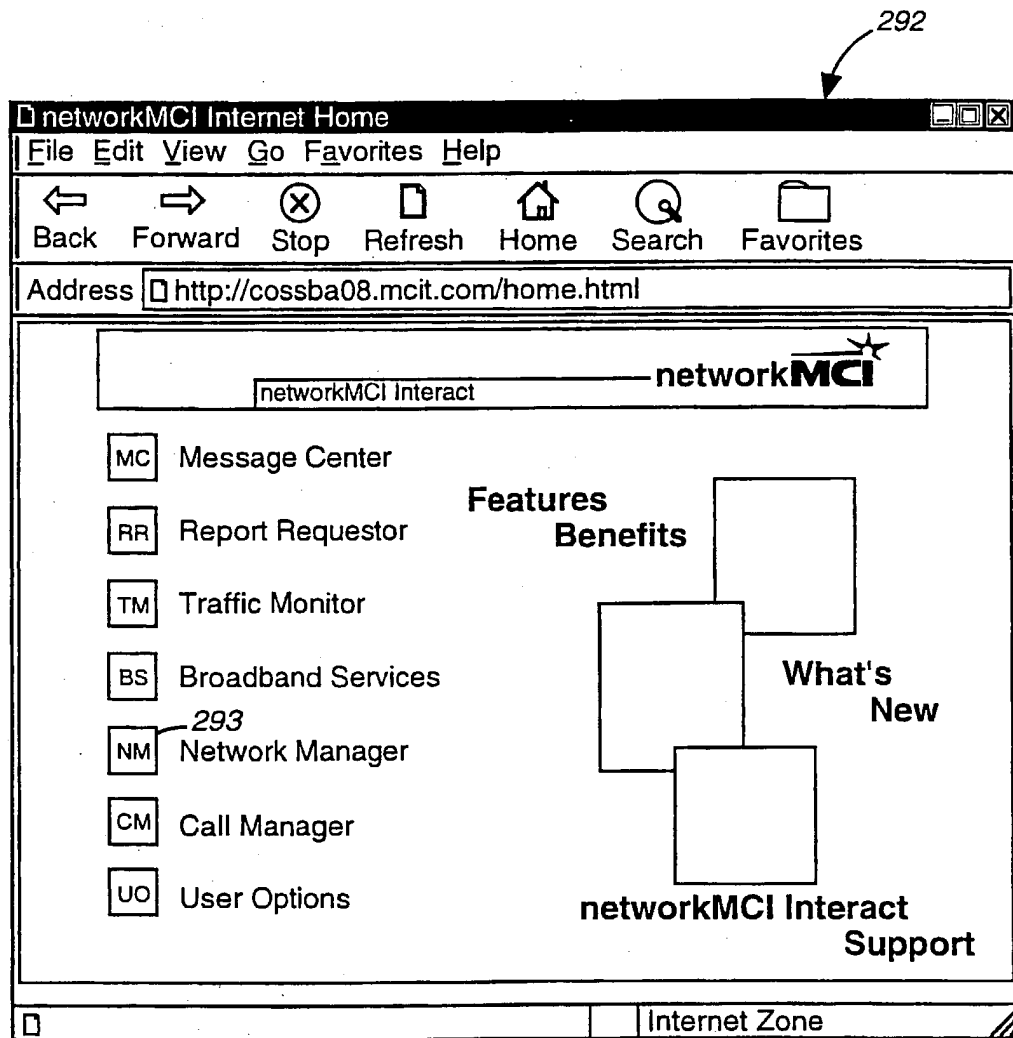 292
networkMCI Internet Home
File Edit View Go Favorites Help
Back Forward Stop Refresh Home Search Favorites
Address http://cossba08.mcit.com/home.html
networkMCI Interact
networkMCI
MC Message Center
RR Report Requestor
TM Traffic Monitor
BS Broadband Services
293
NM Network Manager
CM Call Manager
UO User Options
Features
Benefits
What's
New
networkMCI Interact
Support
Internet Zone